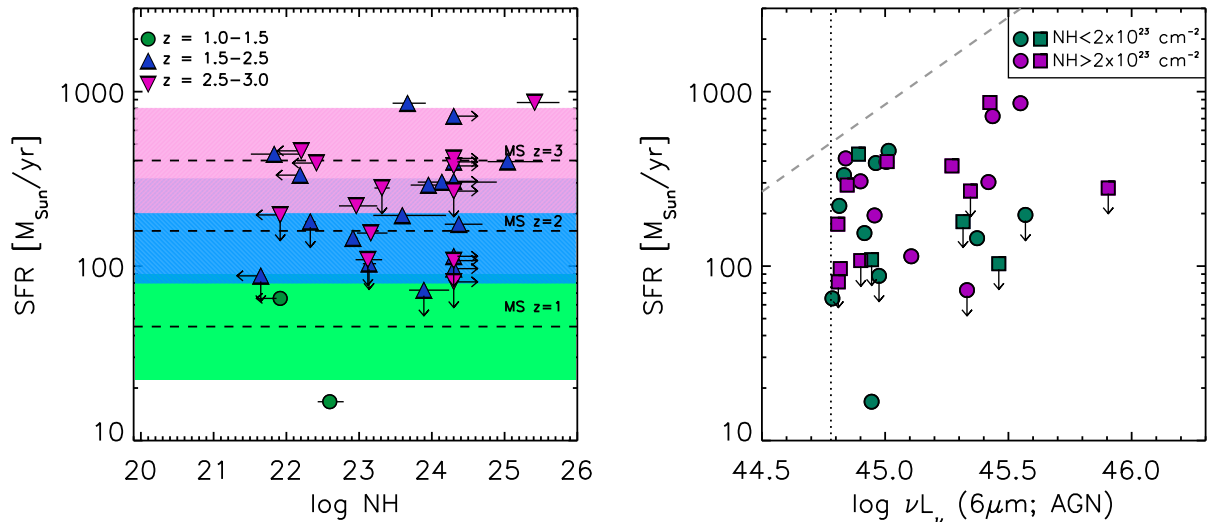 z = 1.0-1.5
z = 1.5-2.5
z = 2.5-3.0
1000
100
10
SFR [M_Sun/yr]
MS z=3
MS z=2
MS z=1
20 21 22 23 24 25 26
log NH
NH<2x10²³ cm⁻²
NH>2x10²³ cm⁻²
1000
100
10
SFR [M_Sun/yr]
44.5 45.0 45.5 46.0
log νL_ν (6μm; AGN)